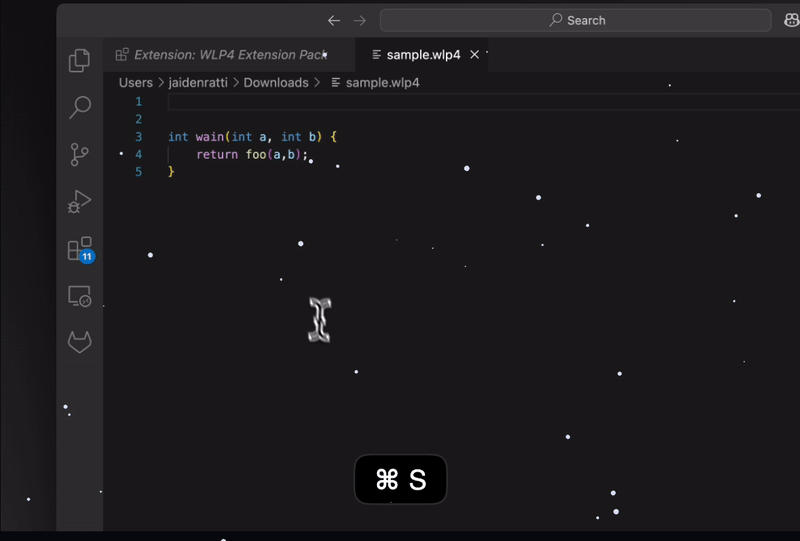 Search
Extension: WLP4 Extension Pack
sample.wlp4
Users > jaidenratti > Downloads > sample.wlp4
1
2
3 int wain(int a, int b) {
4 return foo(a,b);
5 }
11
⌘ S